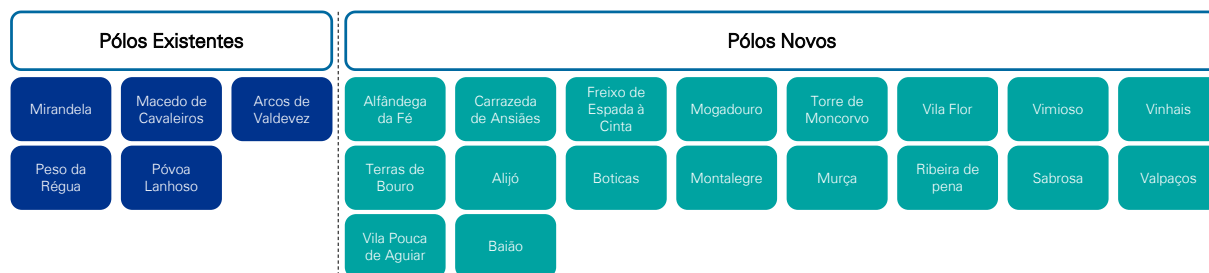 Pólos Existentes
Pólos Novos
Mirandela
Macedo de
Cavaleiros
Arcos de
Valdevez
Peso da
Régua
Póvoa
Lanhoso
Alfândega
da Fé
Carrazeda
de Ansiães
Freixo de
Espada à
Cinta
Mogadouro
Torre de
Moncorvo
Vila Flor
Vimioso
Vinhais
Terras de
Bouro
Alijó
Boticas
Montalegre
Murça
Ribeira de
pena
Sabrosa
Valpaços
Vila Pouca
de Aguiar
Baião